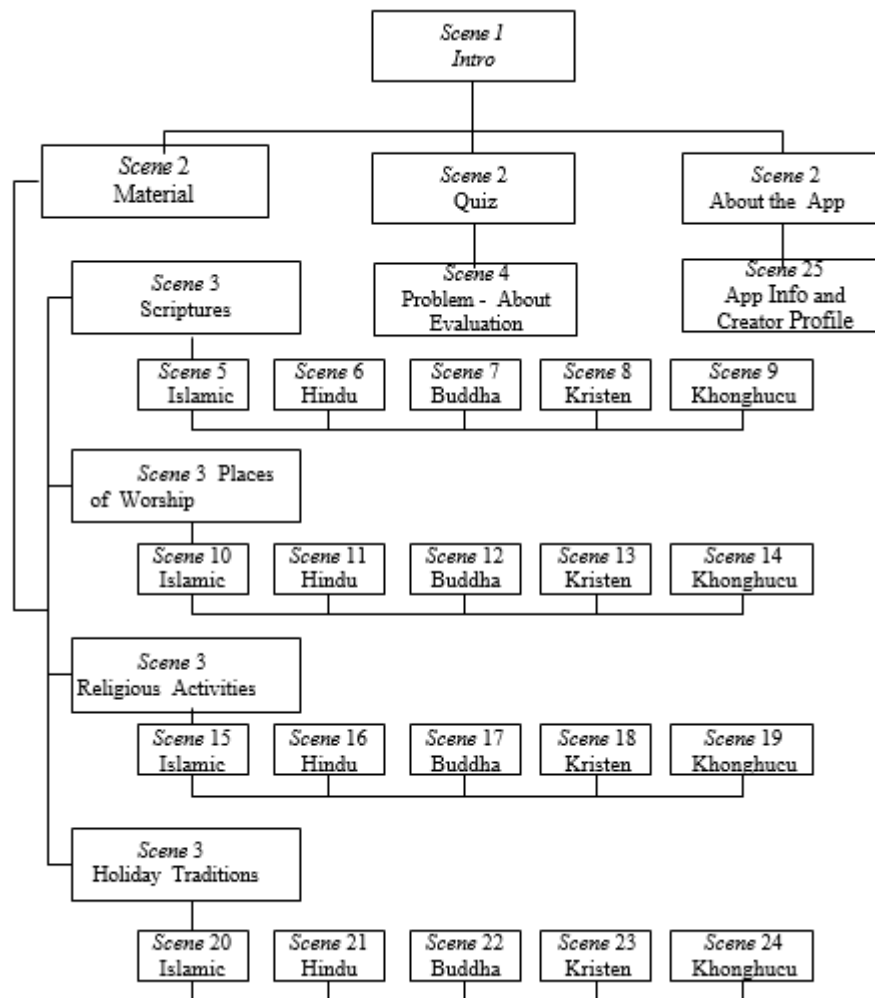 Scene 1
Intro
Scene 2
Material
Scene 2
Quiz
Scene 2
About the App
Scene 3
Scriptures
Scene 4
Problem - About
Evaluation
Scene 25
App Info and
Creator Profile
Scene 5
Islamic
Scene 6
Hindu
Scene 7
Buddha
Scene 8
Kristen
Scene 9
Khonghucu
Scene 3 Places
of Worship
Scene 10
Islamic
Scene 11
Hindu
Scene 12
Buddha
Scene 13
Kristen
Scene 14
Khonghucu
Scene 3
Religious Activities
Scene 15
Islamic
Scene 16
Hindu
Scene 17
Buddha
Scene 18
Kristen
Scene 19
Khonghucu
Scene 3
Holiday Traditions
Scene 20
Islamic
Scene 21
Hindu
Scene 22
Buddha
Scene 23
Kristen
Scene 24
Khonghucu